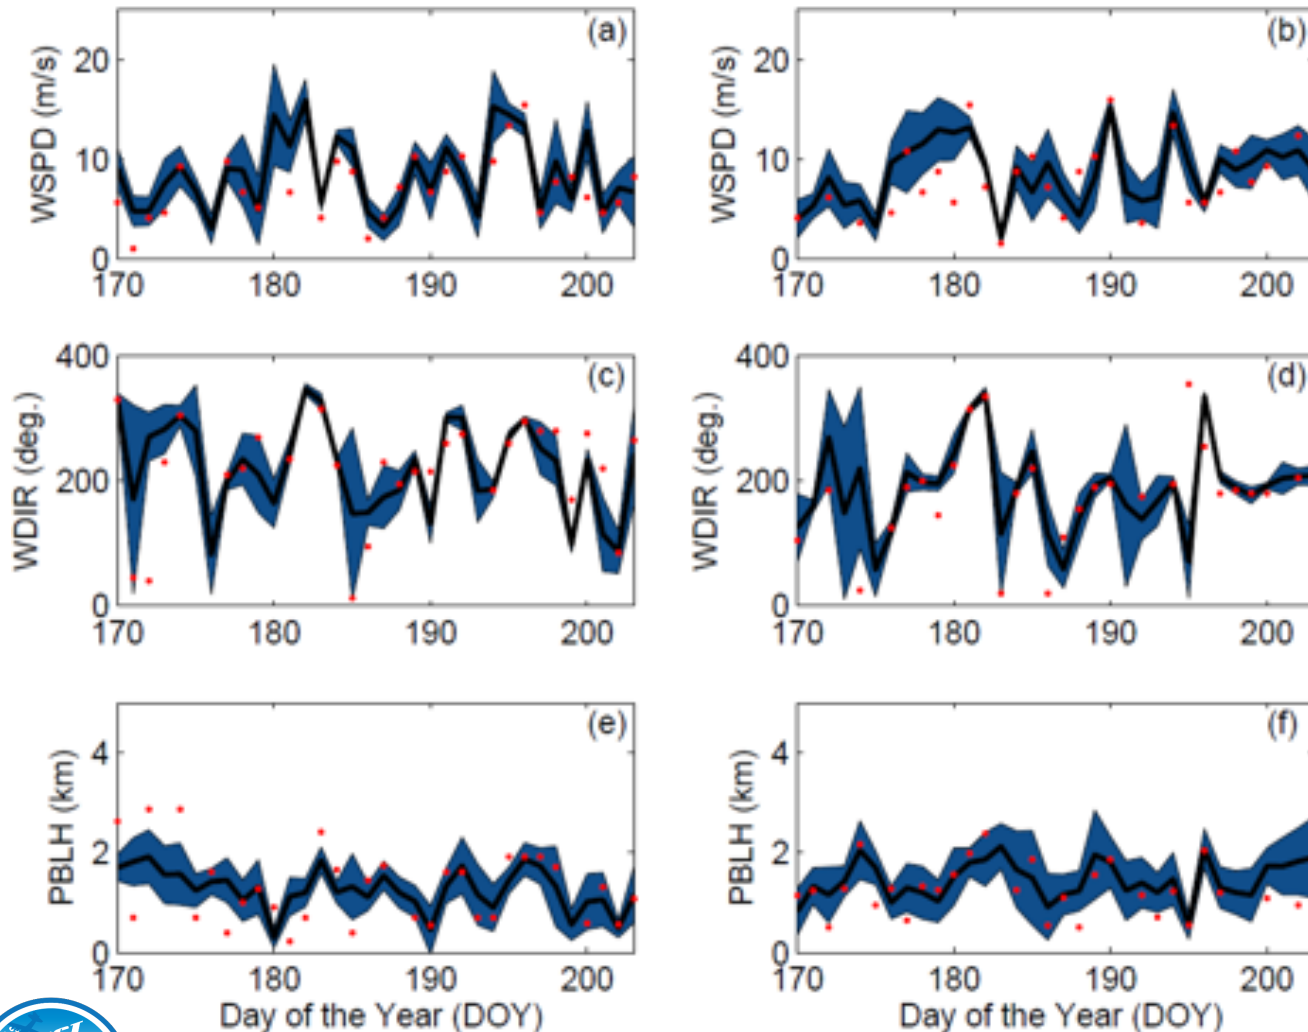 (a) (b)
WSPD (m/s) 20 10 0 WSPD (m/s) 20 10 0
170 180 190 200 170 180 190 200
(c) (d)
WDIR (deg.) 400 200 0 WDIR (deg.) 400 200 0
170 180 190 200 170 180 190 200
(e) (f)
PBLH (km) 4 2 0 PBLH (km) 4 2 0
170 180 190 200 170 180 190 200
Day of the Year (DOY) Day of the Year (DOY)